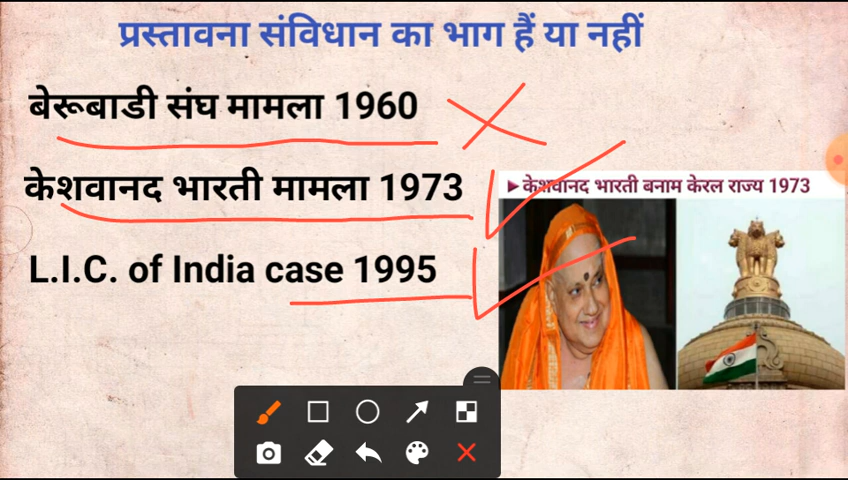 प्रस्तावना संविधान का भाग हैं या नहीं
बेरूबाडी संघ मामला 1960
केशवानद भारती मामला 1973
▸केशवानद भारती बनाम केरल राज्य 1973
L.I.C. of India case 1995